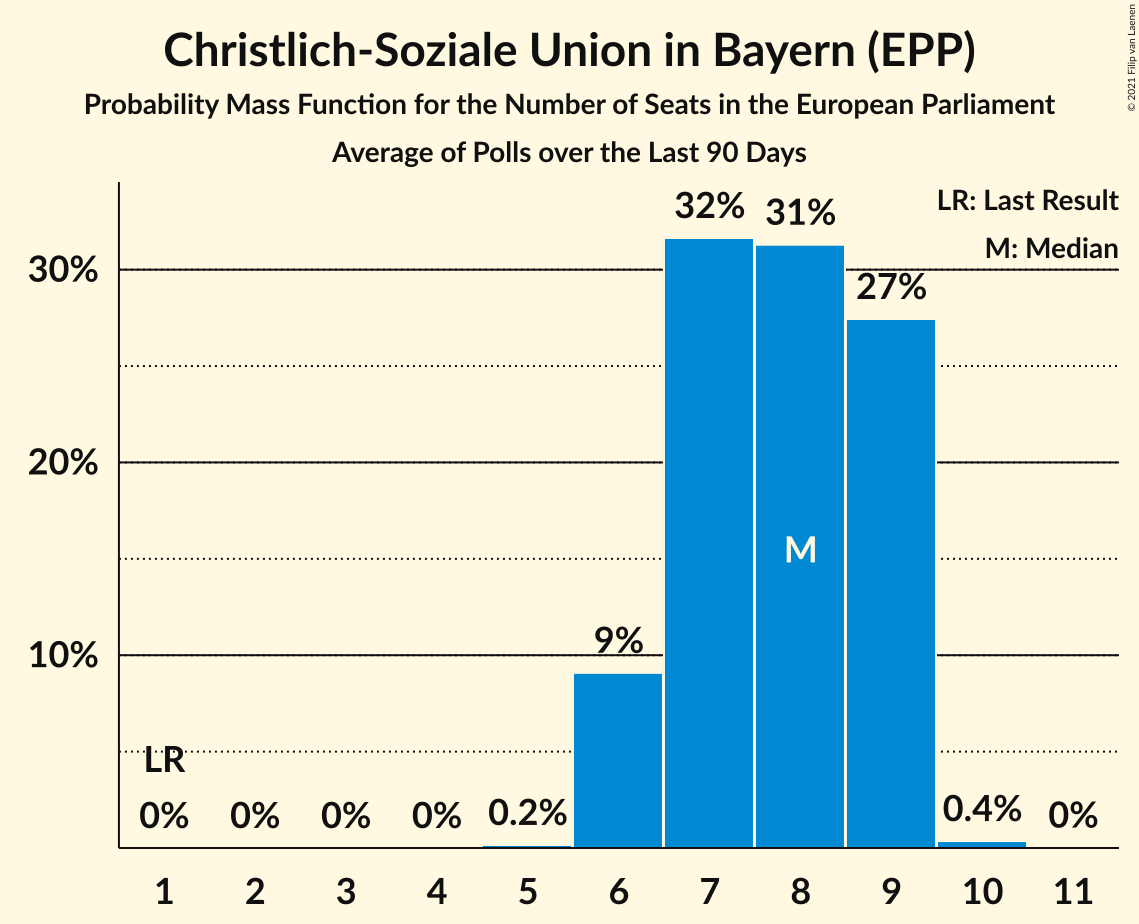 Christlich-Soziale Union in Bayern (EPP)
Probability Mass Function for the Number of Seats in the European Parliament
Average of Polls over the Last 90 Days
© 2021 Filip van Laenen
LR: Last Result
M: Median
32%
31%
30%
27%
20%
M
10%
9%
LR
0%
0%
0%
0%
0.2%
0.4%
0%
1 2 3 4 5 6 7 8 9 10 11